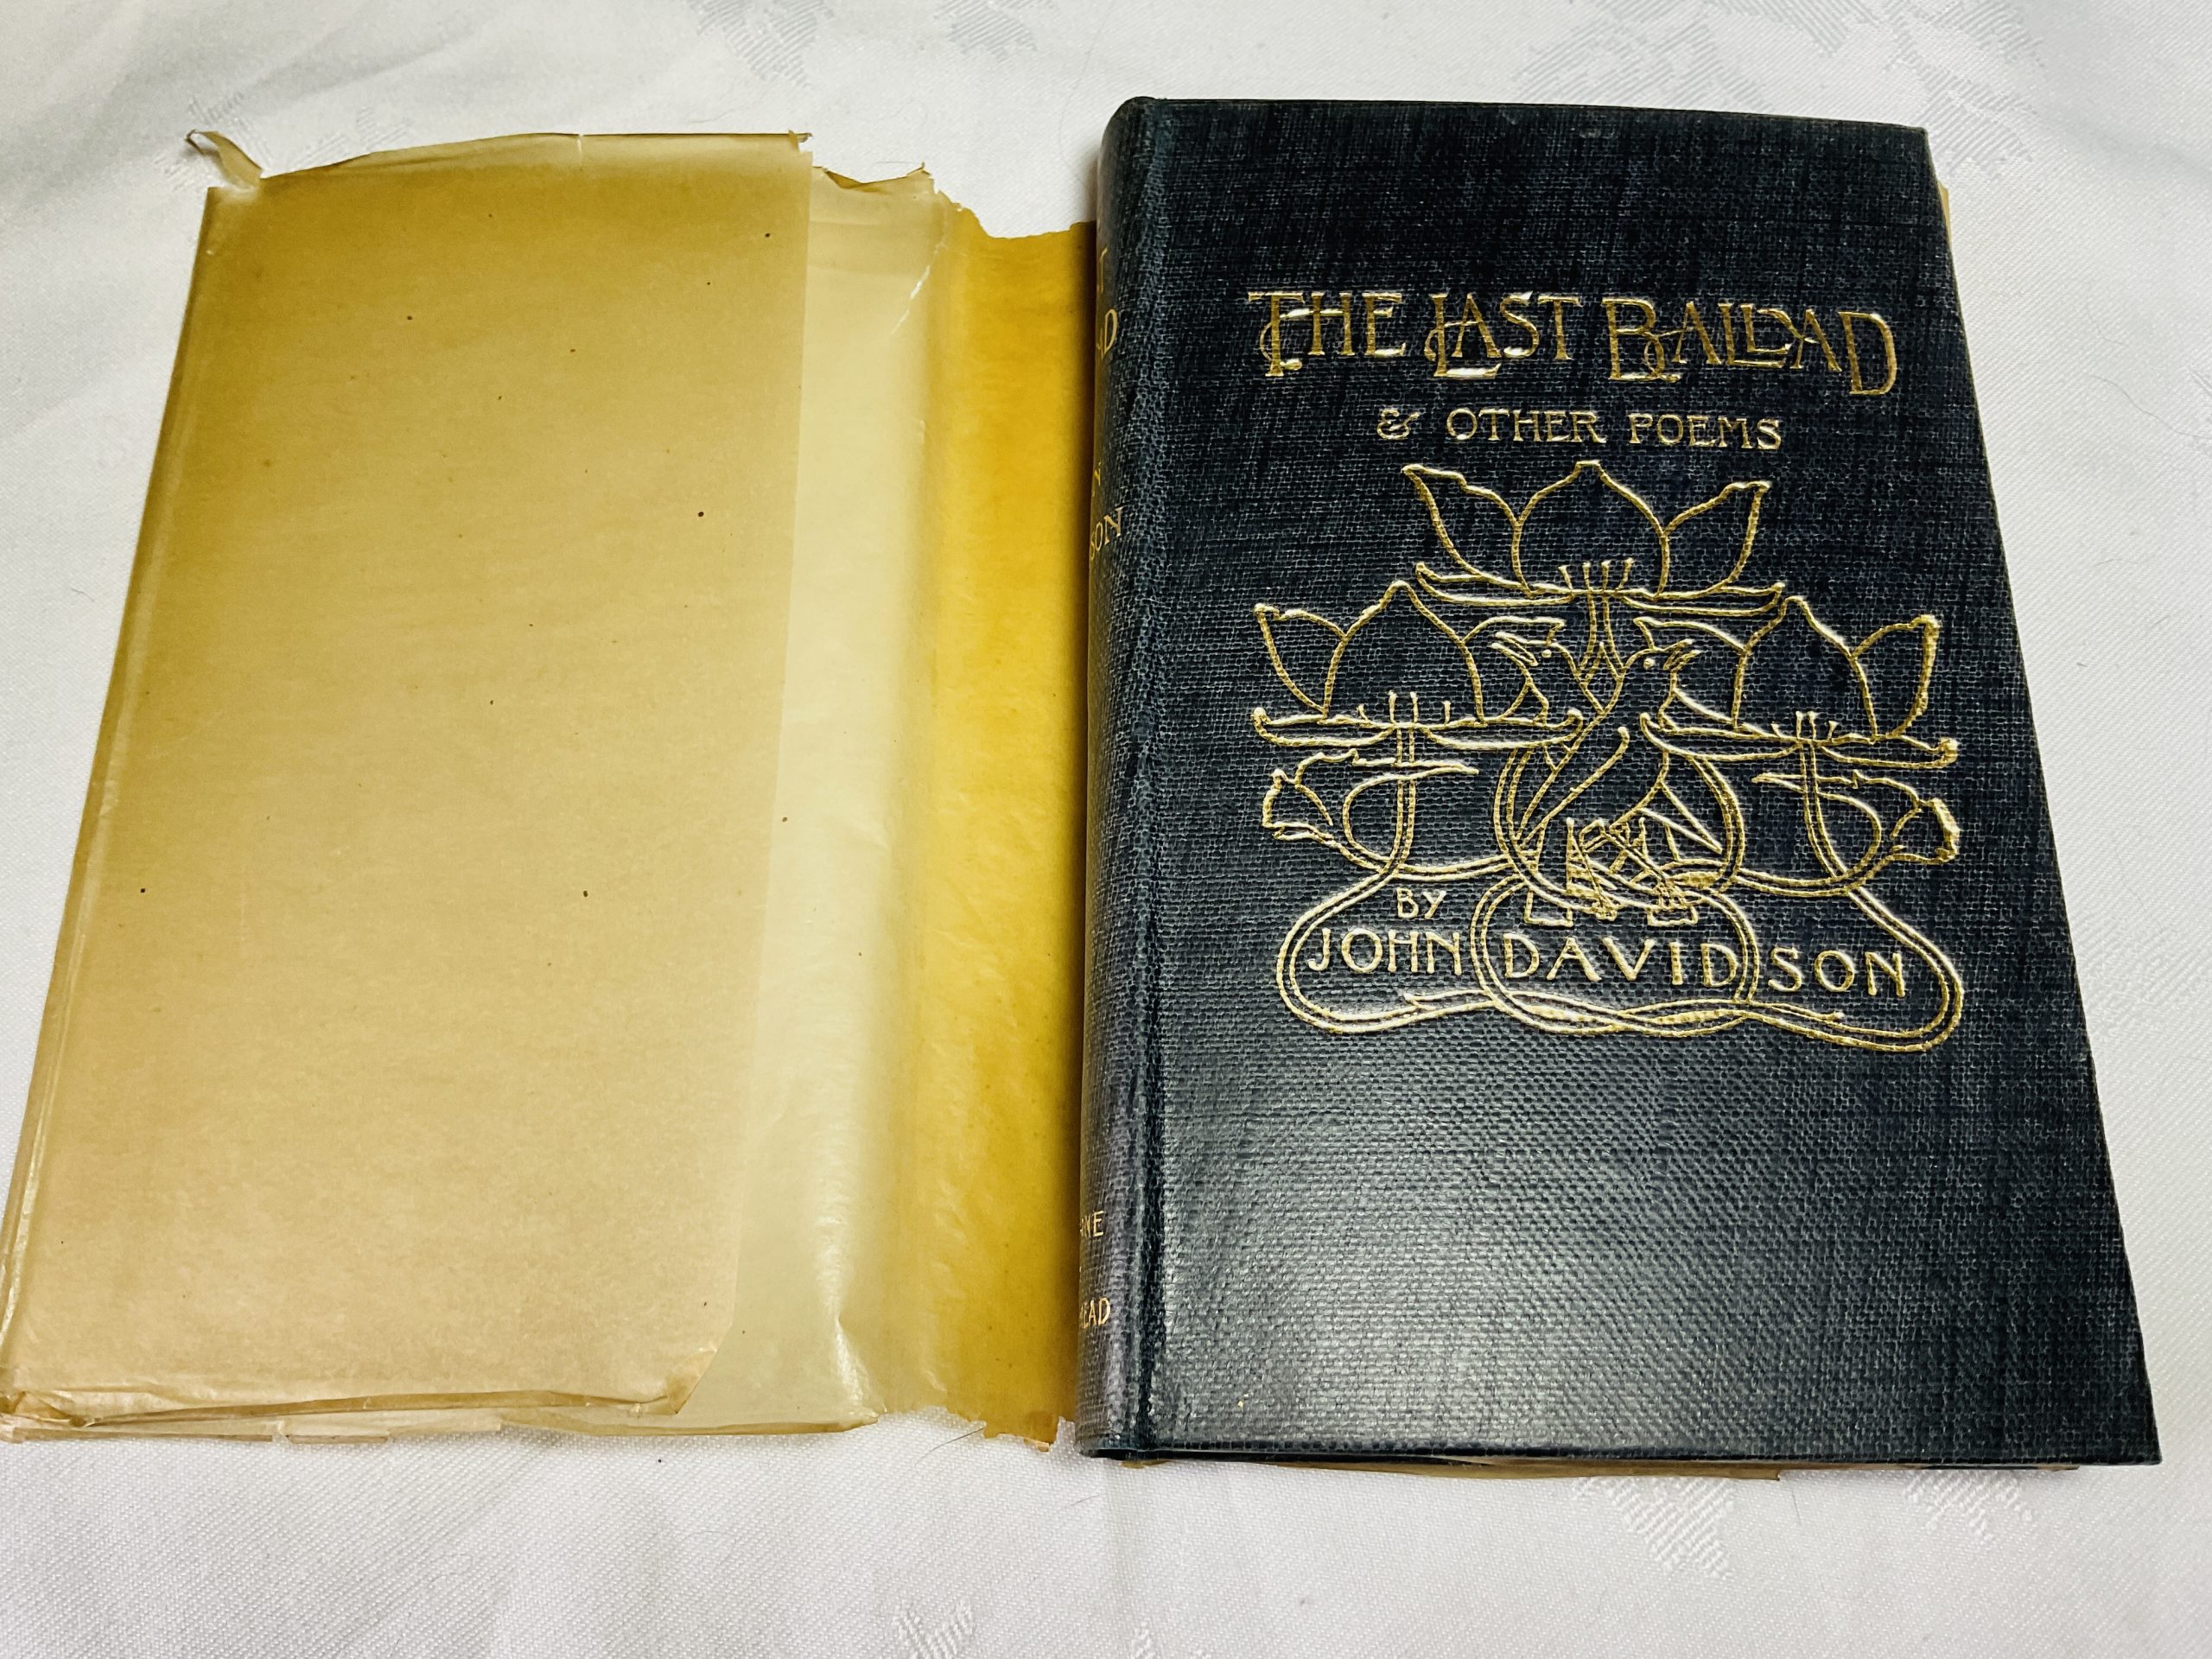 THE LAST BALLAD
& OTHER POEMS
BY
JOHN DAVIDSON